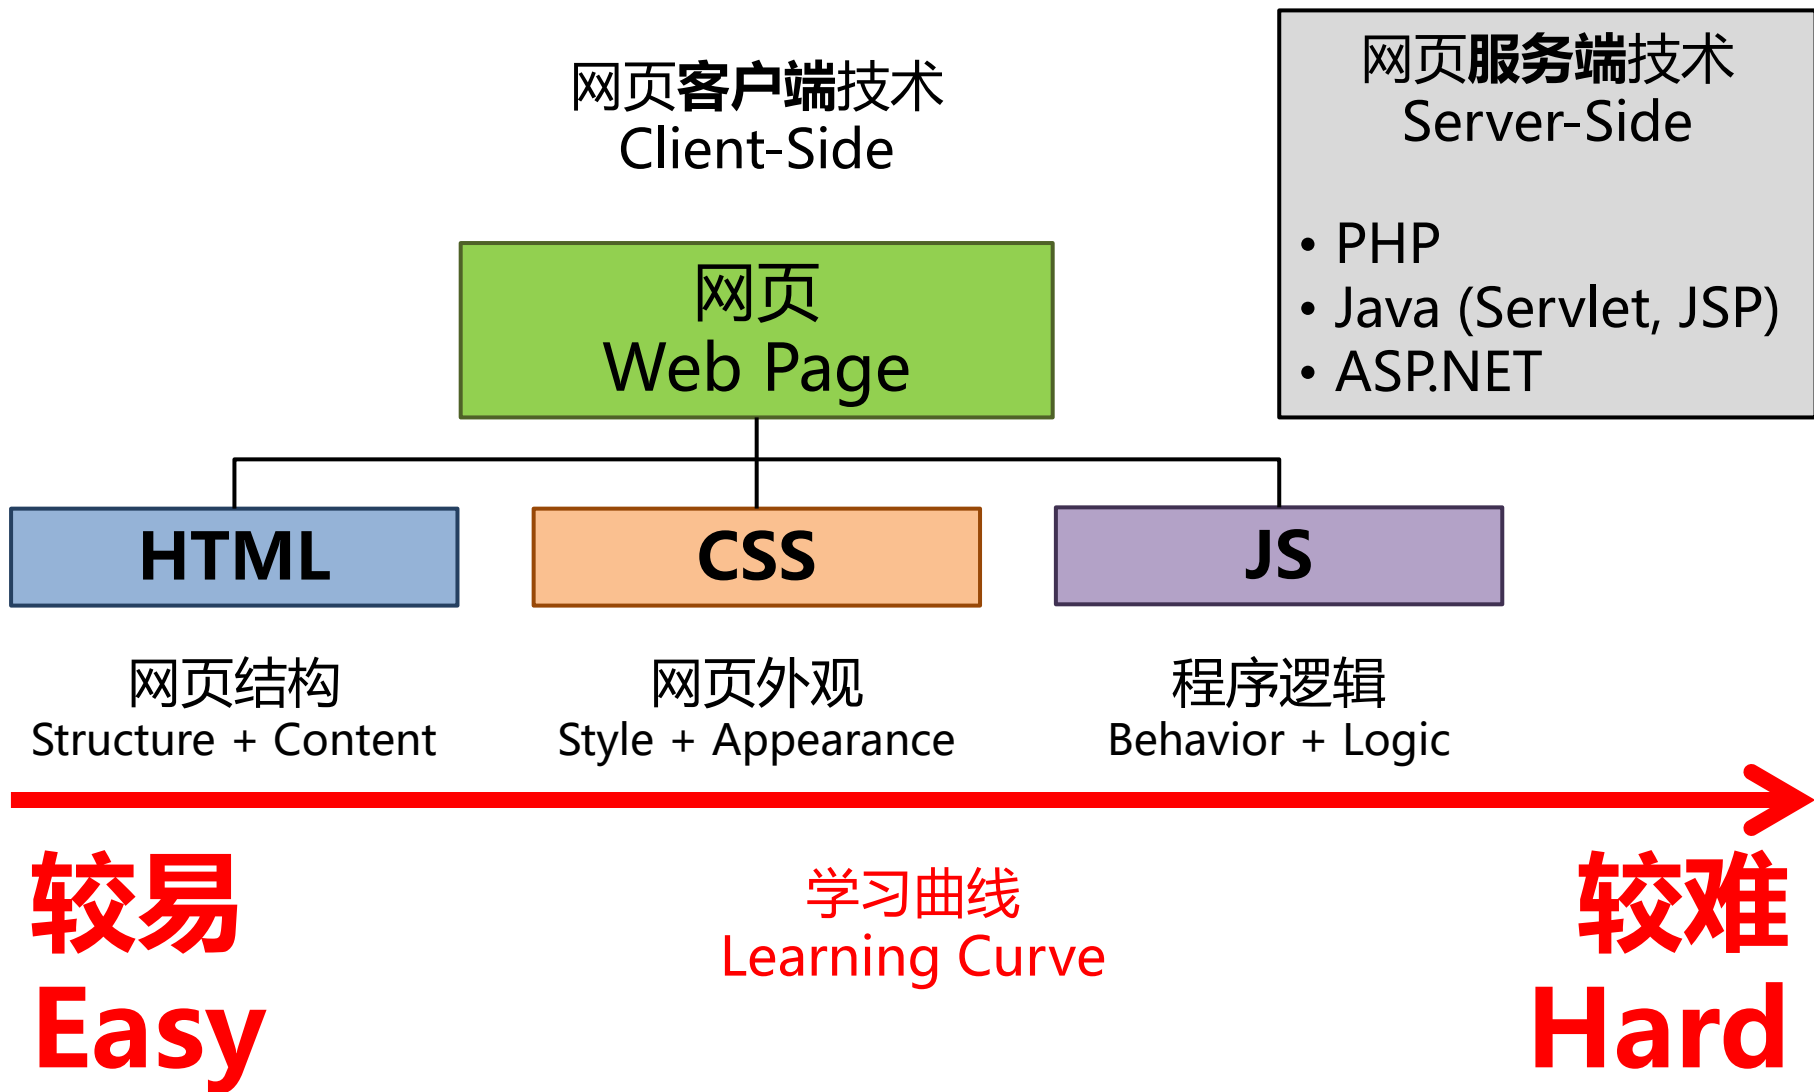 网页客户端技术
Client-Side
网页服务端技术
Server-Side
• PHP
• Java (Servlet, JSP)
• ASP.NET
网页
Web Page
HTML
CSS
JS
网页结构
Structure + Content
网页外观
Style + Appearance
程序逻辑
Behavior + Logic
较易
Easy
学习曲线
Learning Curve
较难
Hard